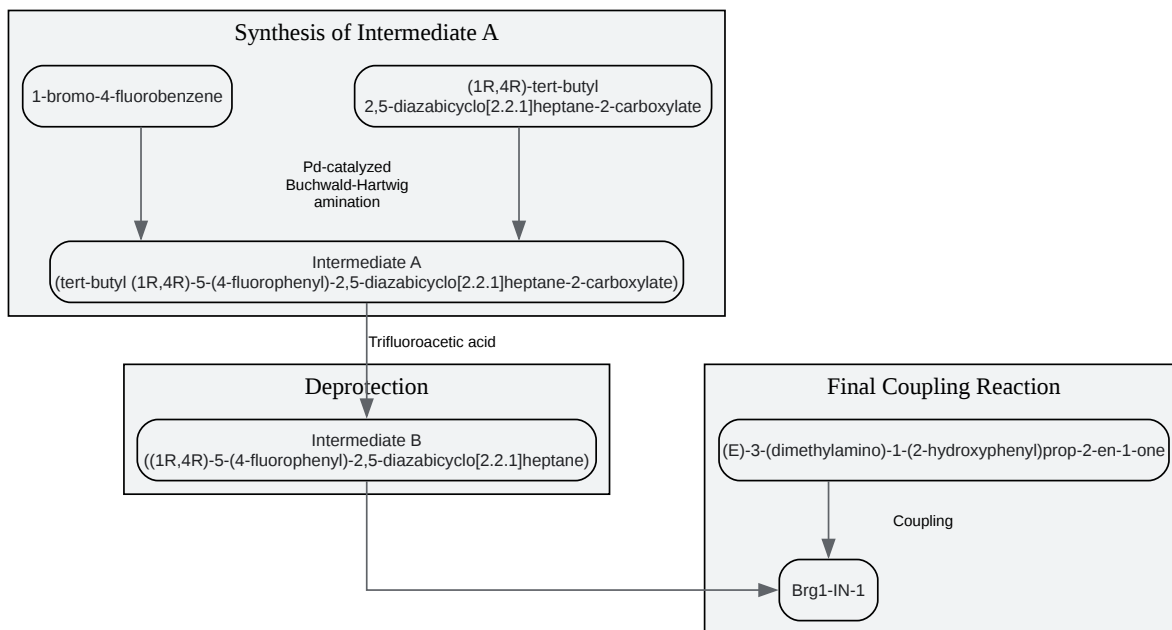 Synthesis of Intermediate A
1-bromo-4-fluorobenzene
(1R,4R)-tert-butyl
2,5-diazabicyclo[2.2.1]heptane-2-carboxylate
Pd-catalyzed
Buchwald-Hartwig
amination
Intermediate A
(tert-butyl (1R,4R)-5-(4-fluorophenyl)-2,5-diazabicyclo[2.2.1]heptane-2-carboxylate)
Trifluoroacetic acid
Deprotection
Intermediate B
((1R,4R)-5-(4-fluorophenyl)-2,5-diazabicyclo[2.2.1]heptane)
Final Coupling Reaction
(E)-3-(dimethylamino)-1-(2-hydroxyphenyl)prop-2-en-1-one
Coupling
Brg1-IN-1